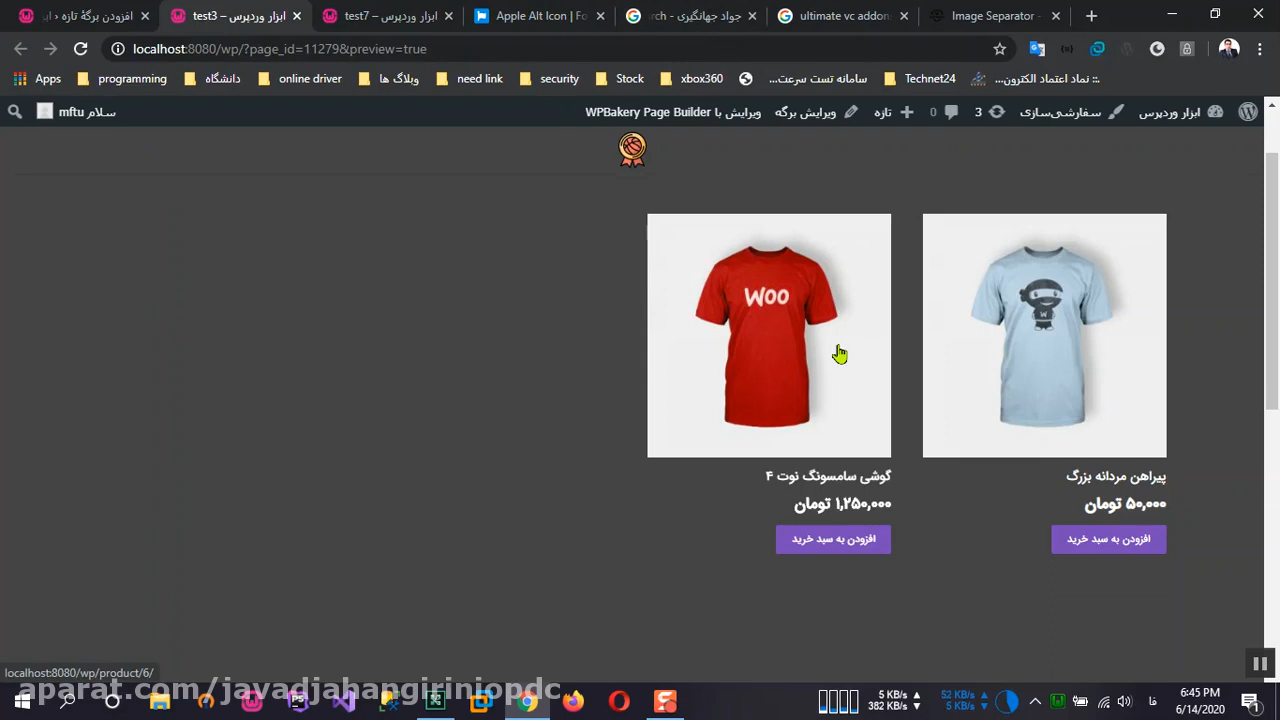 افزودن برگهٔ تازه ‹ ابز
test3 – ابزار وردپرس
test7 – ابزار وردپرس
Apple Alt Icon | Fo
جواد جهانگیری - rch
ultimate vc addon
Image Separator -
localhost:8080/wp/?page_id=11279&preview=true
Apps
programming
دانشگاه
online driver
وبلاگ ها
need link
security
Stock
xbox360
سامانه تست سرعت...
Technet24
نماد اعتماد الکترون... ::.
ابزار وردپرس
سفارشی‌سازی
3
0
تازه
ویرایش برگه
ویرایش با WPBakery Page Builder
سلام mftu
Woo
W
پیراهن مردانه بزرگ
گوشی سامسونگ نوت ۴
۵۰,۰۰۰ تومان
۱,۲۵۰,۰۰۰ تومان
افزودن به سبد خرید
افزودن به سبد خرید
localhost:8080/wp/product/6/
aparat.com/javadjahangirinjopdc
5 KB/s
382 KB/s
52 KB/s
5 KB/s
فا
6:45 PM
6/14/2020
1